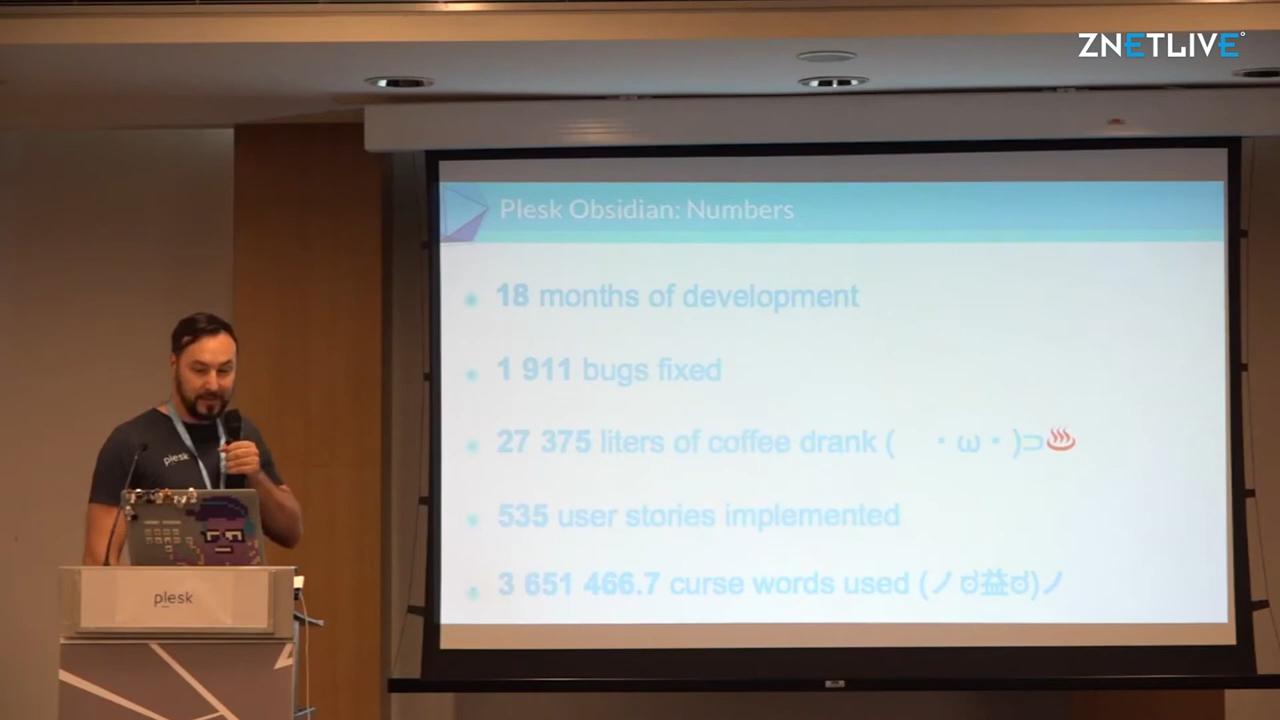 ZNETLIVE°
Plesk Obsidian: Numbers
18 months of development
1 911 bugs fixed
27 375 liters of coffee drank ( ・ω・)⊃♨
535 user stories implemented
3 651 466.7 curse words used (ノಠ益ಠ)ノ
plesk
plesk